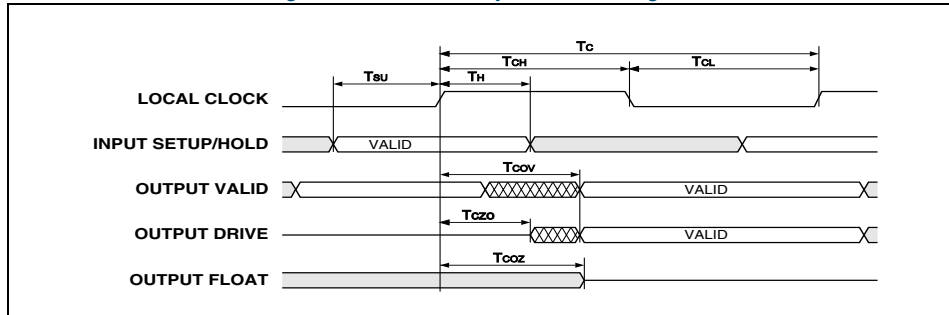 Tc
TCH TCL
TSU TH
LOCAL CLOCK
INPUT SETUP/HOLD VALID
TCOV
OUTPUT VALID VALID
TCZO
OUTPUT DRIVE VALID
TCOZ
OUTPUT FLOAT